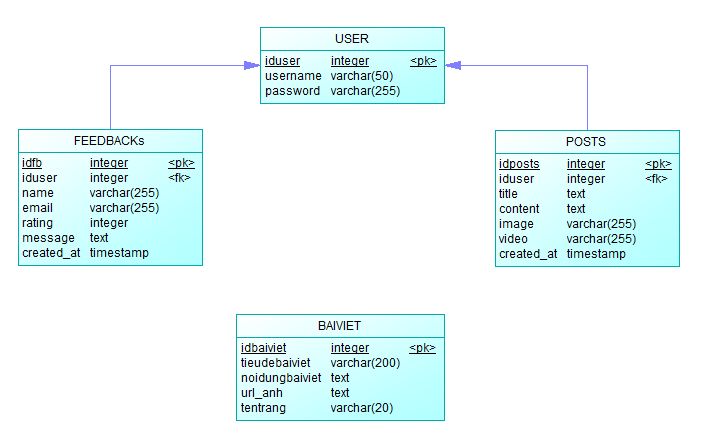 USER
iduser integer <pk>
username varchar(50)
password varchar(255)
FEEDBACKs
idfb integer <pk>
iduser integer <fk>
name varchar(255)
email varchar(255)
rating integer
message text
created_at timestamp
POSTS
idposts integer <pk>
iduser integer <fk>
title text
content text
image varchar(255)
video varchar(255)
created_at timestamp
BAIVIET
idbaiviet integer <pk>
tieudebaiviet varchar(200)
noidungbaiviet text
url_anh text
tentrang varchar(20)